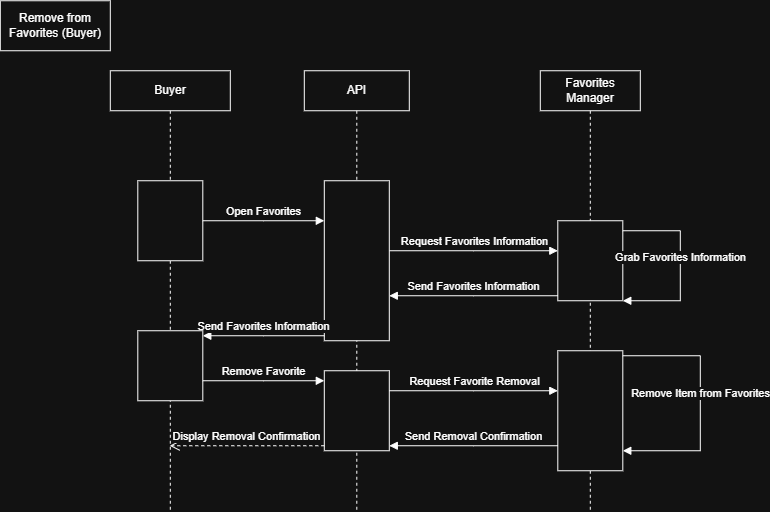 Remove from
Favorites (Buyer)
Buyer
API
Favorites
Manager
Open Favorites
Request Favorites Information
Grab Favorites Information
Send Favorites Information
Send Favorites Information
Remove Favorite
Request Favorite Removal
Remove Item from Favorites
Display Removal Confirmation
Send Removal Confirmation